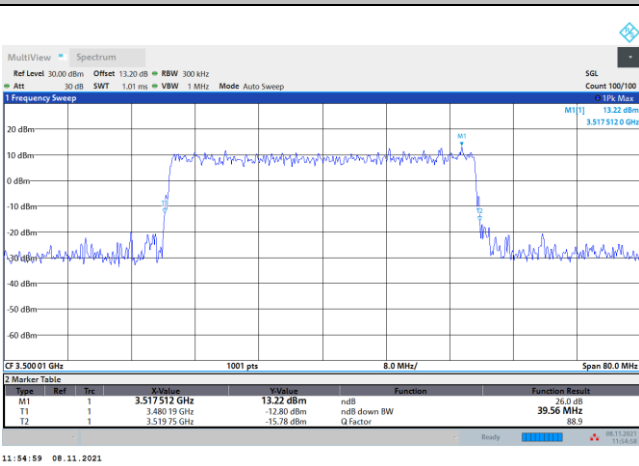 MultiView Spectrum
Ref Level 30.00 dBm Offset 13.20 dB RBW 300 kHz SGL
Att 30 dB SWT 1.01 ms VBW 1 MHz Mode Auto Sweep Count 100/100
1 Frequency Sweep 1Pk Max
M1[1] 13.22 dBm
3.517 512 0 GHz
20 dBm
M1
10 dBm
0 dBm
T1
-10 dBm
T2
-20 dBm
-30 dBm
-40 dBm
-50 dBm
-60 dBm
CF 3.500 01 GHz 1001 pts 8.0 MHz/ Span 80.0 MHz
2 Marker Table
Type Ref Trc X-Value Y-Value Function Function Result
M1 1 3.517 512 GHz 13.22 dBm ndB 26.0 dB
T1 1 3.480 19 GHz -12.80 dBm ndB down BW 39.56 MHz
T2 1 3.519 75 GHz -15.78 dBm Q Factor 88.9
Ready 08.11.2021
11:54:58
11:54:59 08.11.2021